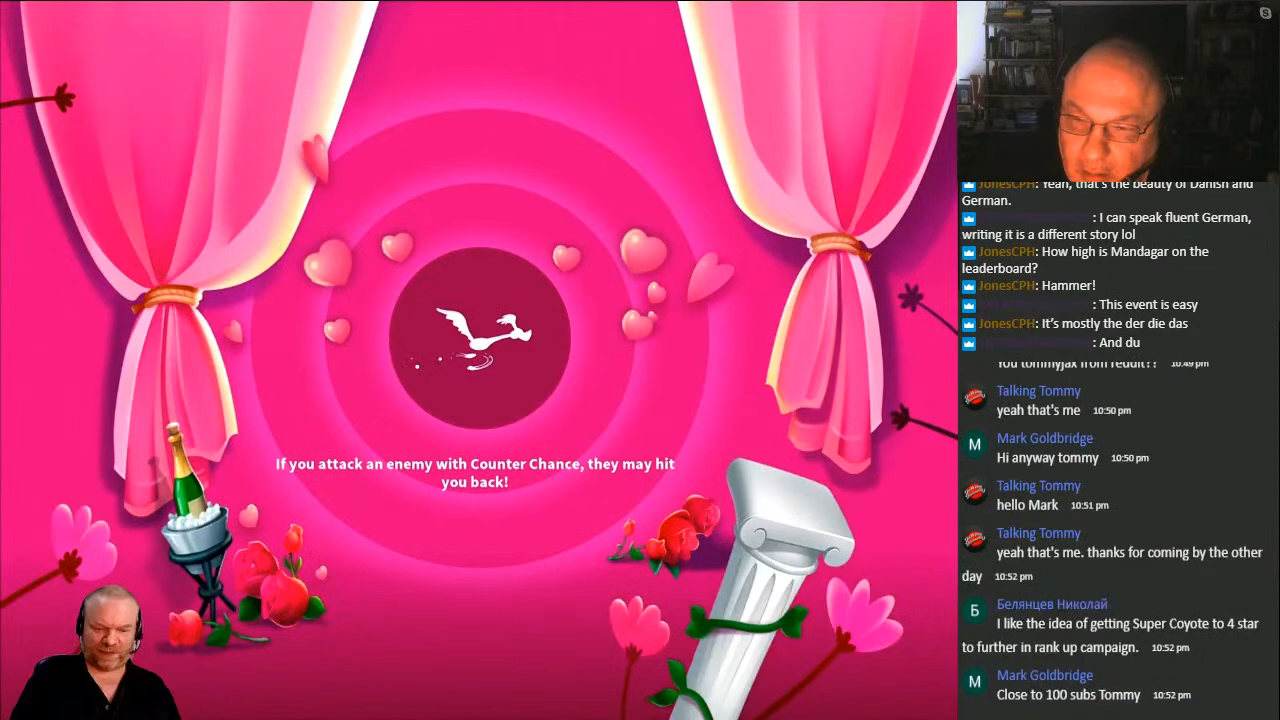 If you attack an enemy with Counter Chance, they may hit
you back!
JonesCPH: Yeah, that's the beauty of Danish and
German.
: I can speak fluent German,
writing it is a different story lol
JonesCPH: How high is Mandagar on the
leaderboard?
JonesCPH: Hammer!
: This event is easy
JonesCPH: It's mostly the der die das
: And du
You tommyjax from reddit?? 10:49 pm
Talking Tommy
yeah that's me 10:50 pm
M
Mark Goldbridge
Hi anyway tommy 10:50 pm
Talking Tommy
hello Mark 10:51 pm
Talking Tommy
yeah that's me. thanks for coming by the other
day 10:52 pm
Б
Белянцев Николай
I like the idea of getting Super Coyote to 4 star
to further in rank up campaign. 10:52 pm
M
Mark Goldbridge
Close to 100 subs Tommy 10:52 pm